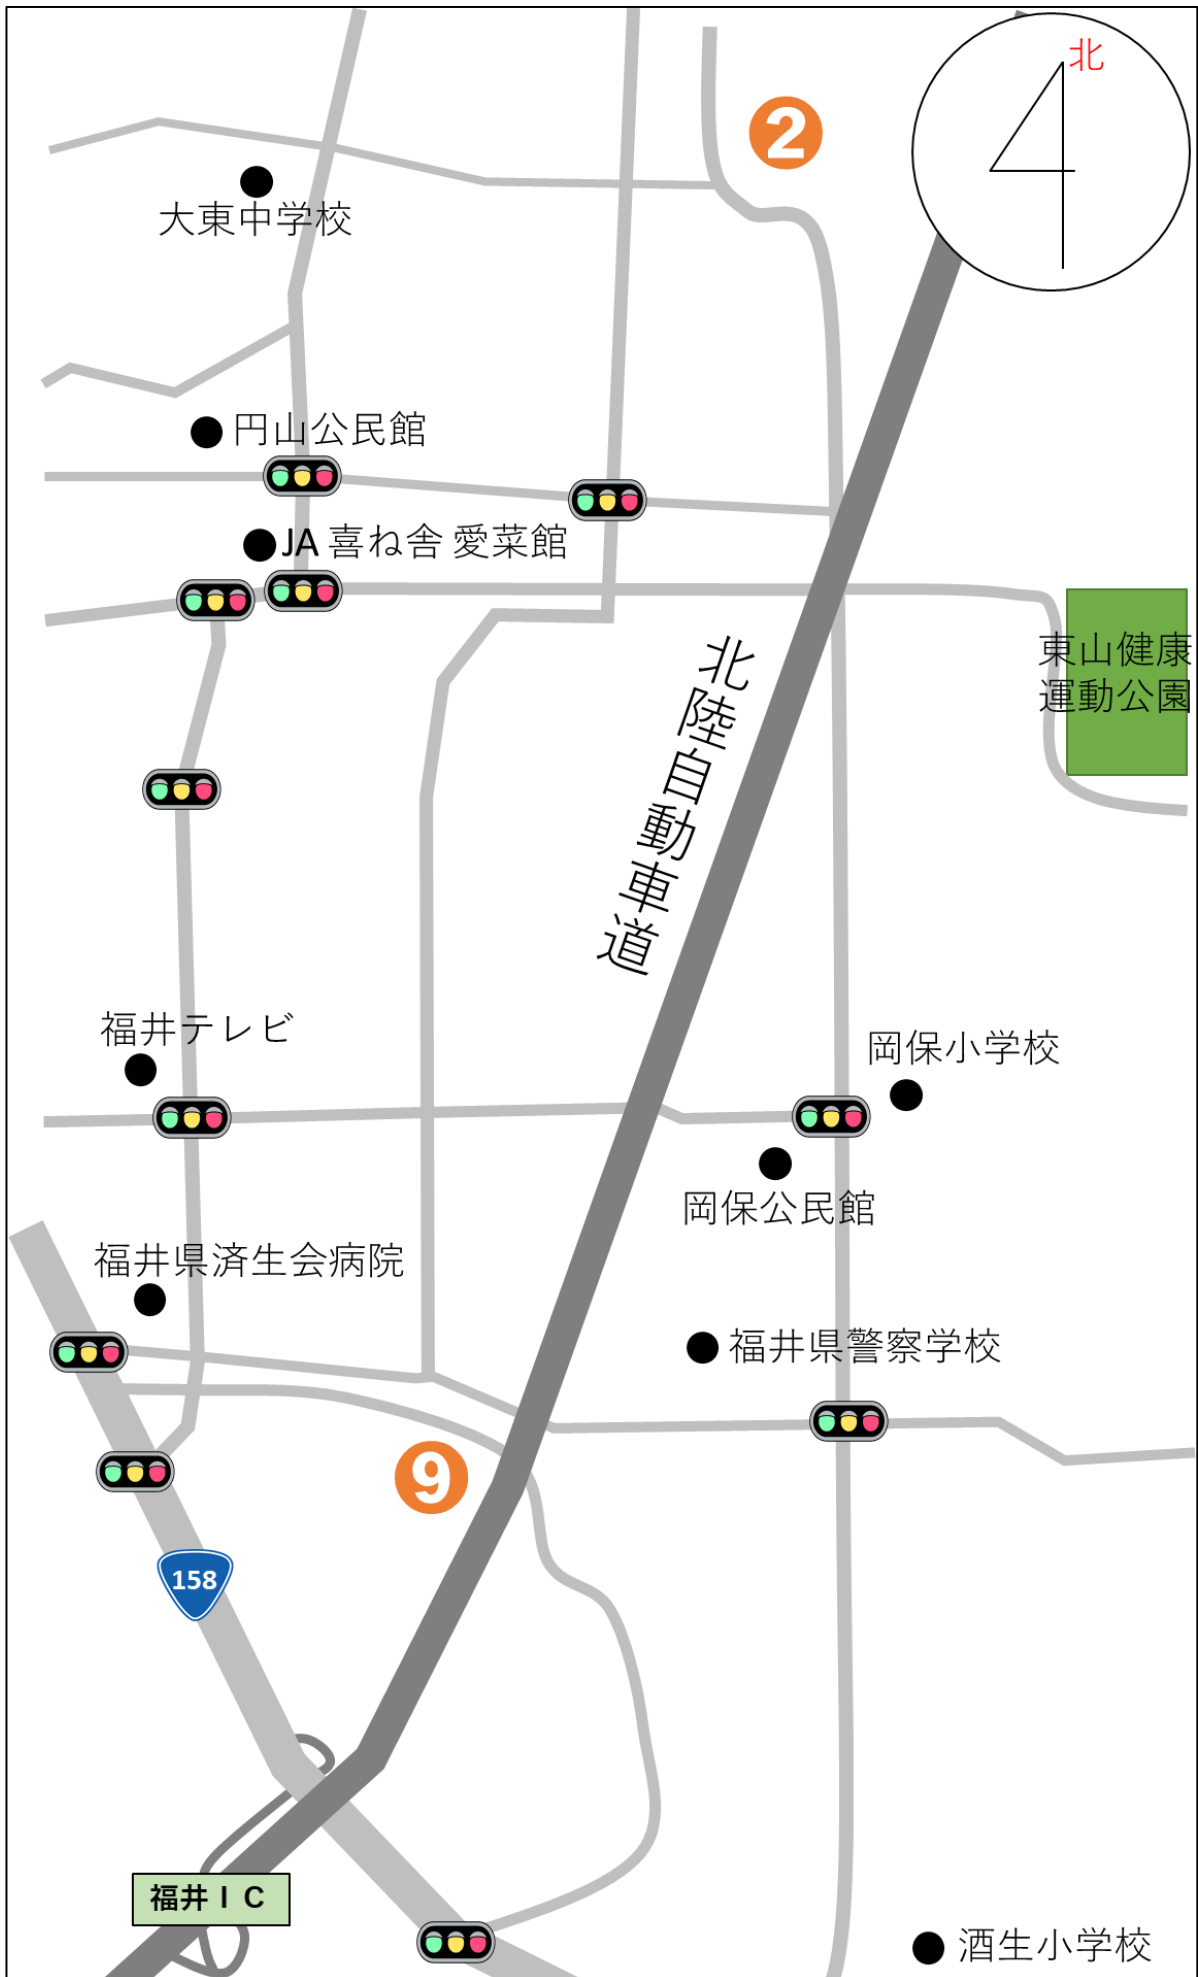 北
2
大東中学校
円山公民館
JA 喜ね舎 愛菜館
東山健康
運動公園
北陸自動車道
福井テレビ
岡保小学校
岡保公民館
福井県済生会病院
福井県警察学校
9
158
福井ＩＣ
酒生小学校